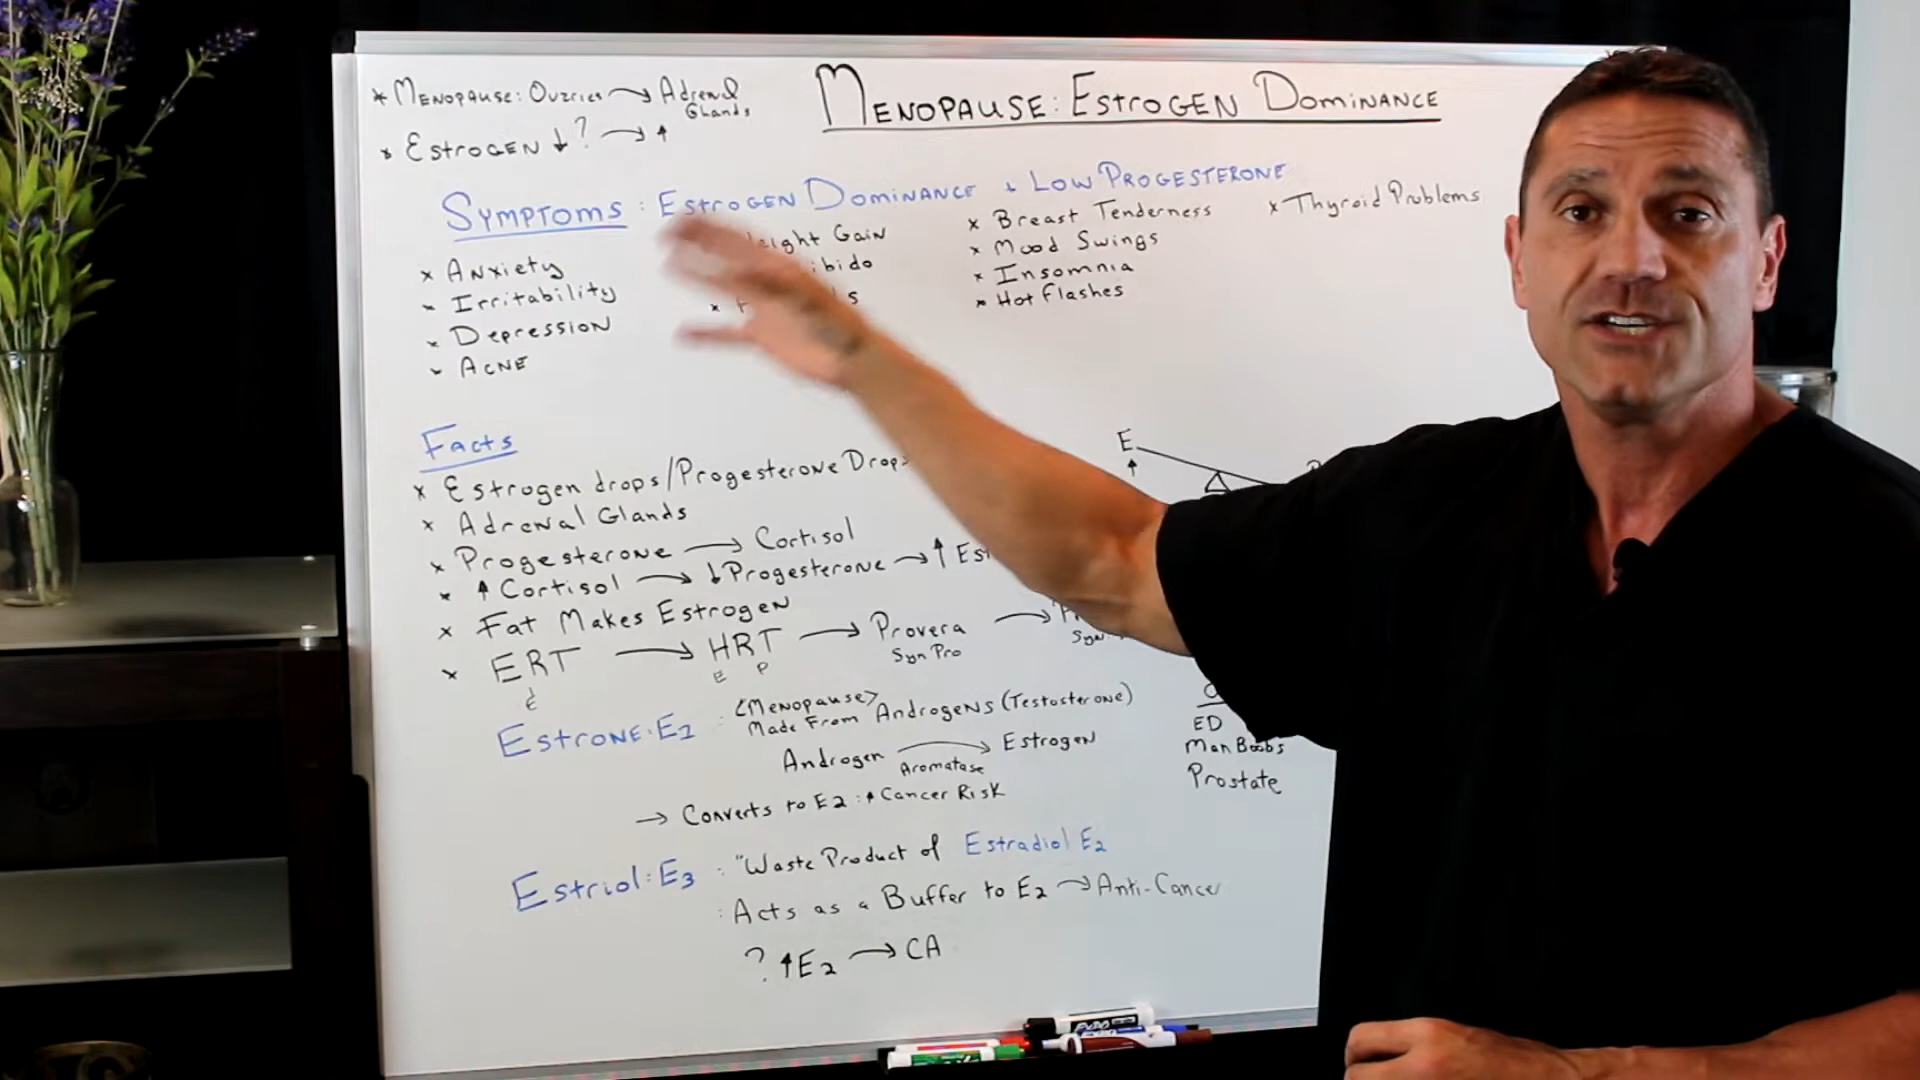 * Menopause: Ovaries → Adrenal Glands
* Estrogen ↓? → ↑
Menopause: Estrogen Dominance
Symptoms: Estrogen Dominance + Low Progesterone
x Anxiety
x Irritability
x Depression
x Acne
Weight Gain
x
x Breast Tenderness
x Mood Swings
x Insomnia
x Hot Flashes
x Thyroid Problems
Facts
x Estrogen drops/Progesterone Drops
x Adrenal Glands
x Progesterone → Cortisol
x ↑ Cortisol → ↓ Progesterone → ↑ Est
x Fat Makes Estrogen
x ERT → HRT → Provera →
E P Syn Pro Syn
E
↑
Estrone: E1 : <Menopause>
Made From Androgens (Testosterone)
Androgen → Estrogen
Aromatase
→ Converts to E2 : ↑ Cancer Risk
ED
Man Boobs
Prostate
Estriol: E3 : "Waste Product of Estradiol E2
: Acts as a Buffer to E2 → Anti-Cancer
? ↑ E2 → CA
EXPO